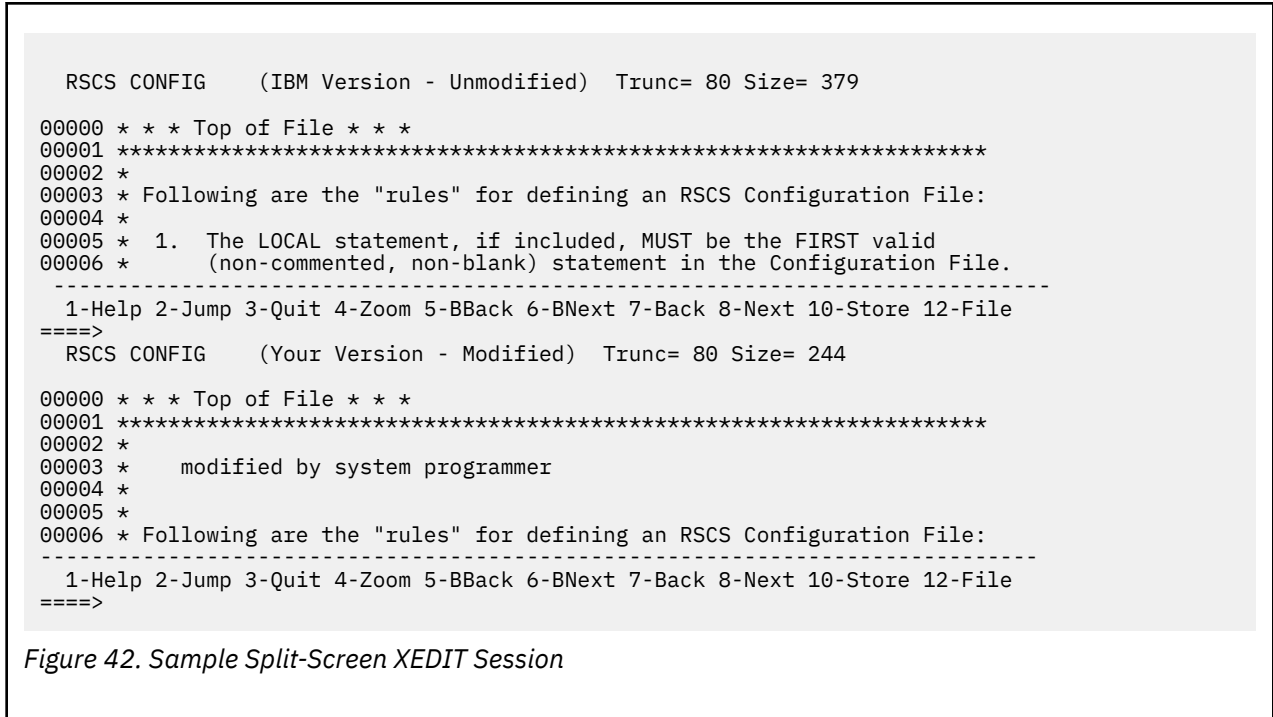 RSCS CONFIG    (IBM Version - Unmodified)  Trunc= 80 Size= 379
00000 * * * Top of File * * *
00001 ********************************************************************
00002 *
00003 * Following are the "rules" for defining an RSCS Configuration File:
00004 *
00005 *  1.  The LOCAL statement, if included, MUST be the FIRST valid
00006 *      (non-commented, non-blank) statement in the Configuration File.
------------------------------------------------------------------------------
1-Help 2-Jump 3-Quit 4-Zoom 5-BBack 6-BNext 7-Back 8-Next 10-Store 12-File
====>
RSCS CONFIG    (Your Version - Modified)  Trunc= 80 Size= 244
00000 * * * Top of File * * *
00001 ********************************************************************
00002 *
00003 *    modified by system programmer
00004 *
00005 *
00006 * Following are the "rules" for defining an RSCS Configuration File:
------------------------------------------------------------------------------
1-Help 2-Jump 3-Quit 4-Zoom 5-BBack 6-BNext 7-Back 8-Next 10-Store 12-File
====>
Figure 42. Sample Split-Screen XEDIT Session